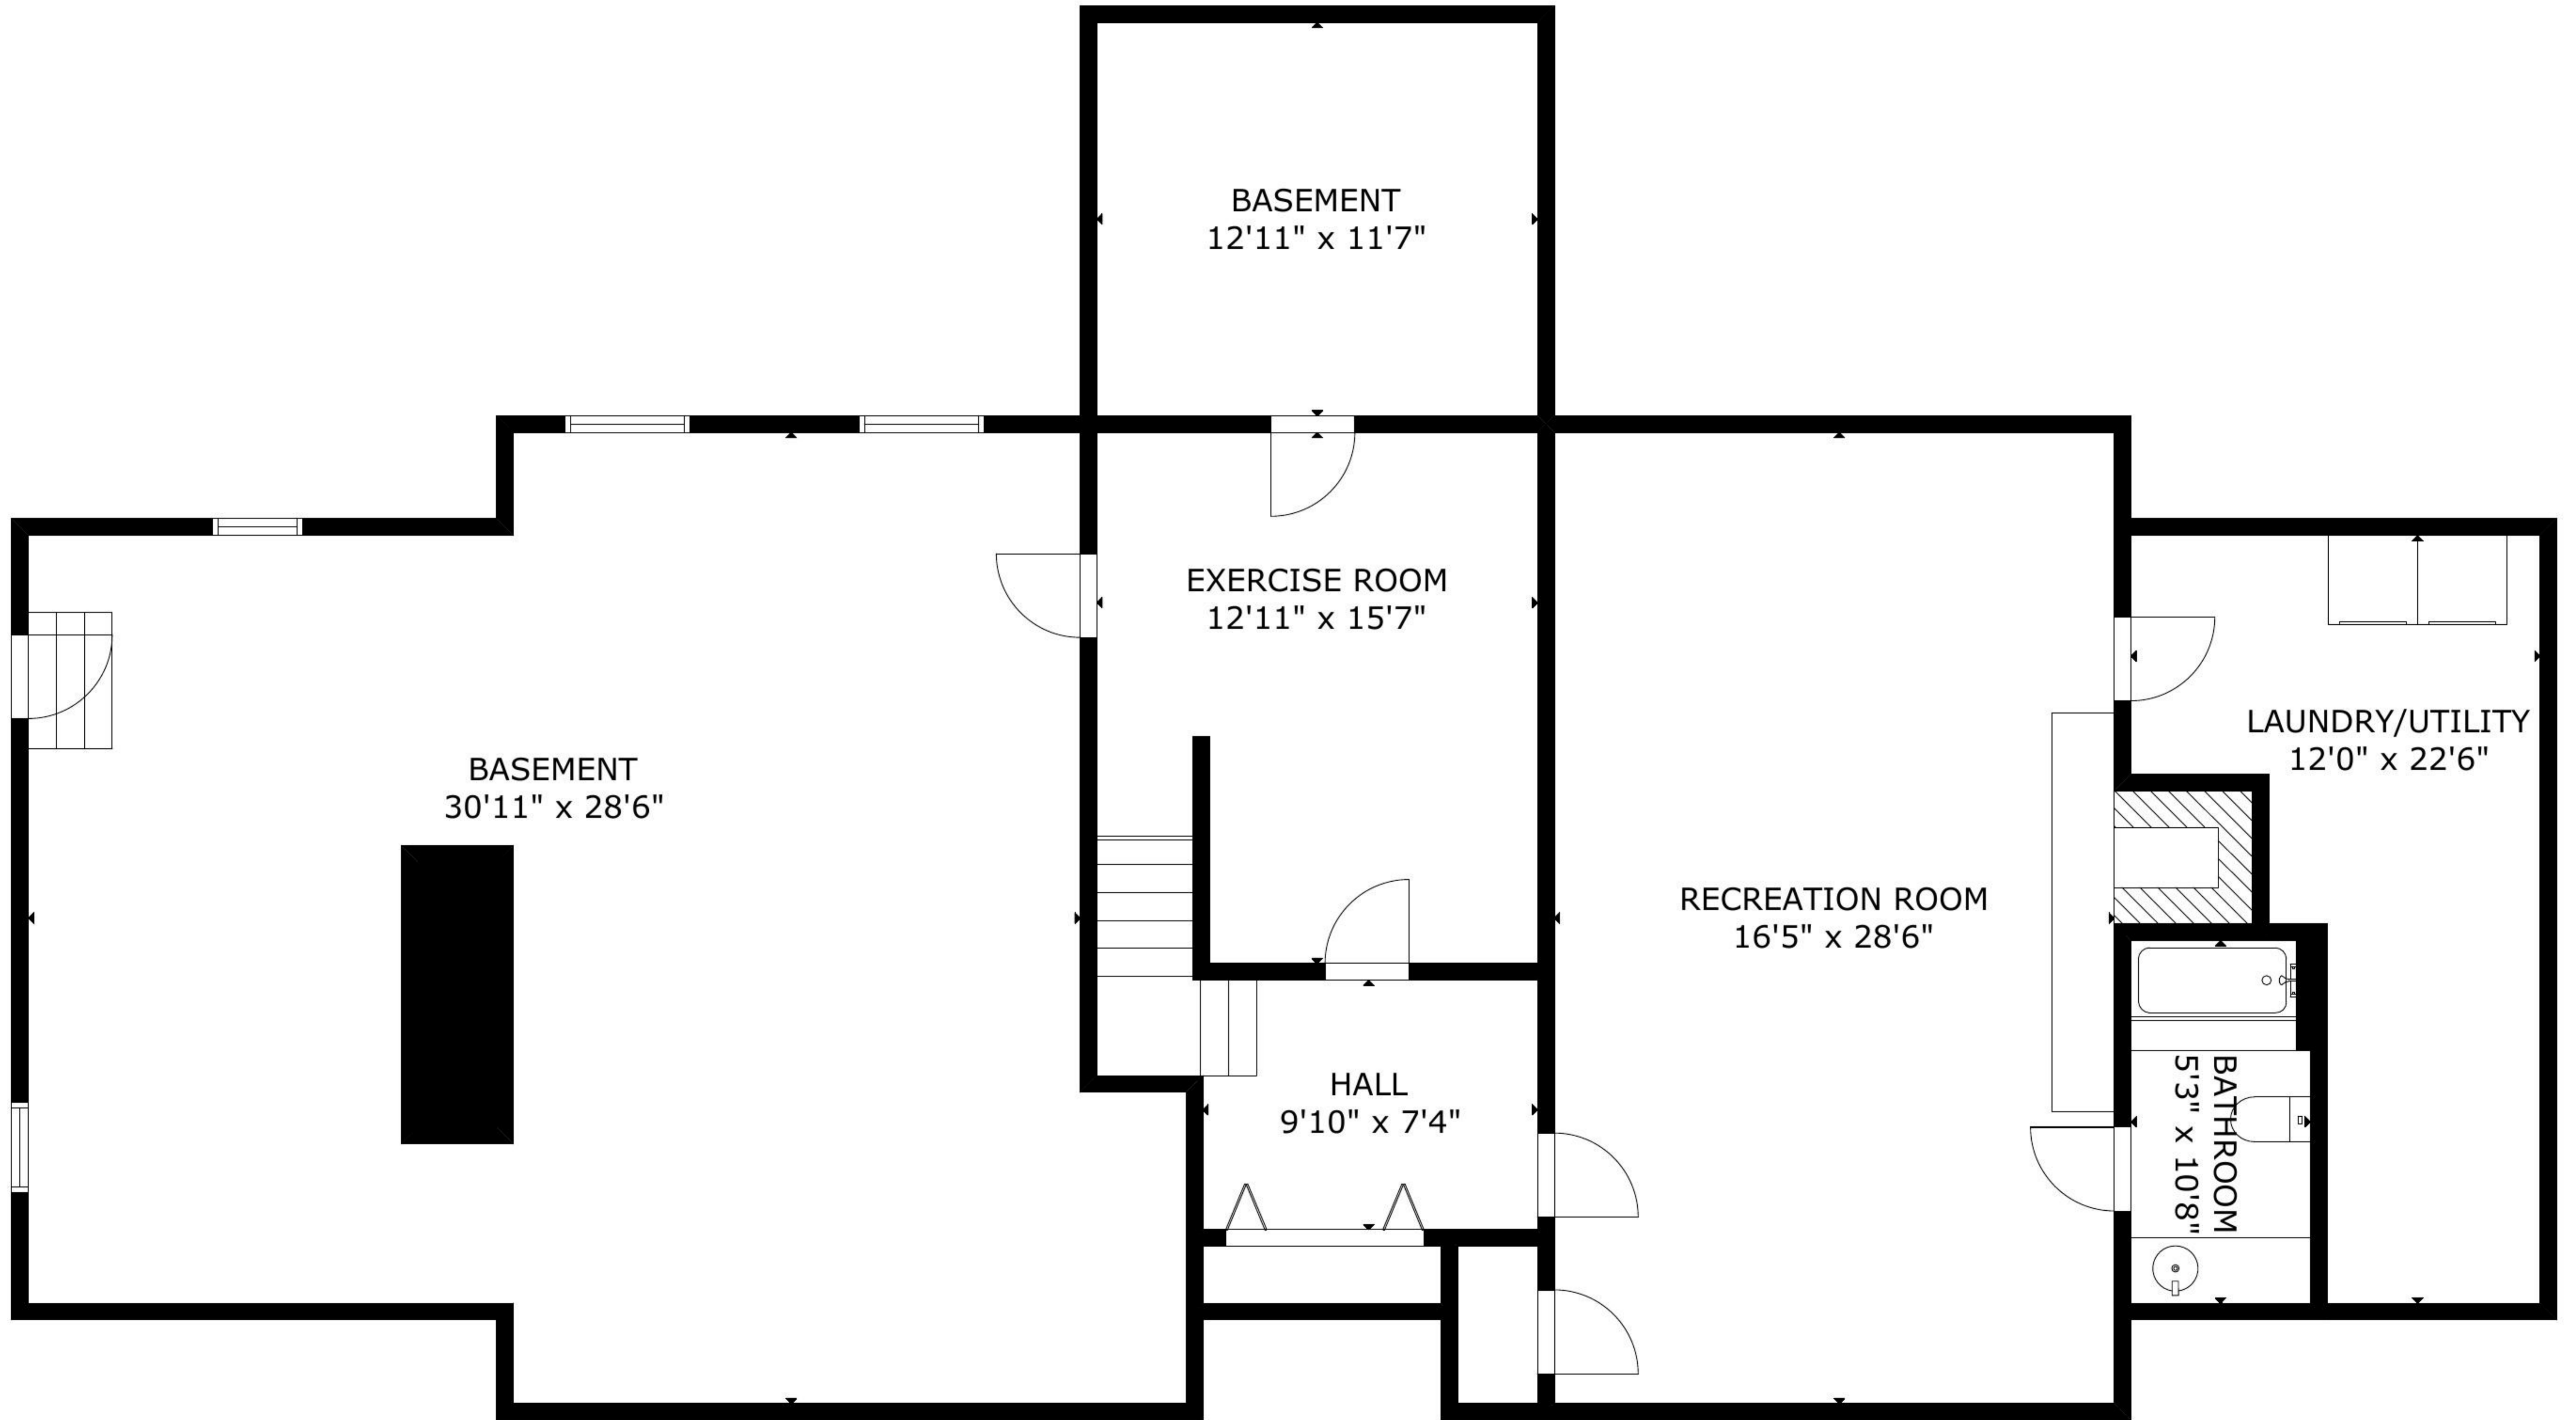 BASEMENT
12'11" x 11'7"
EXERCISE ROOM
12'11" x 15'7"
LAUNDRY/UTILITY
12'0" x 22'6"
BASEMENT
30'11" x 28'6"
RECREATION ROOM
16'5" x 28'6"
HALL
9'10" x 7'4"
BATHROOM
5'3" x 10'8"